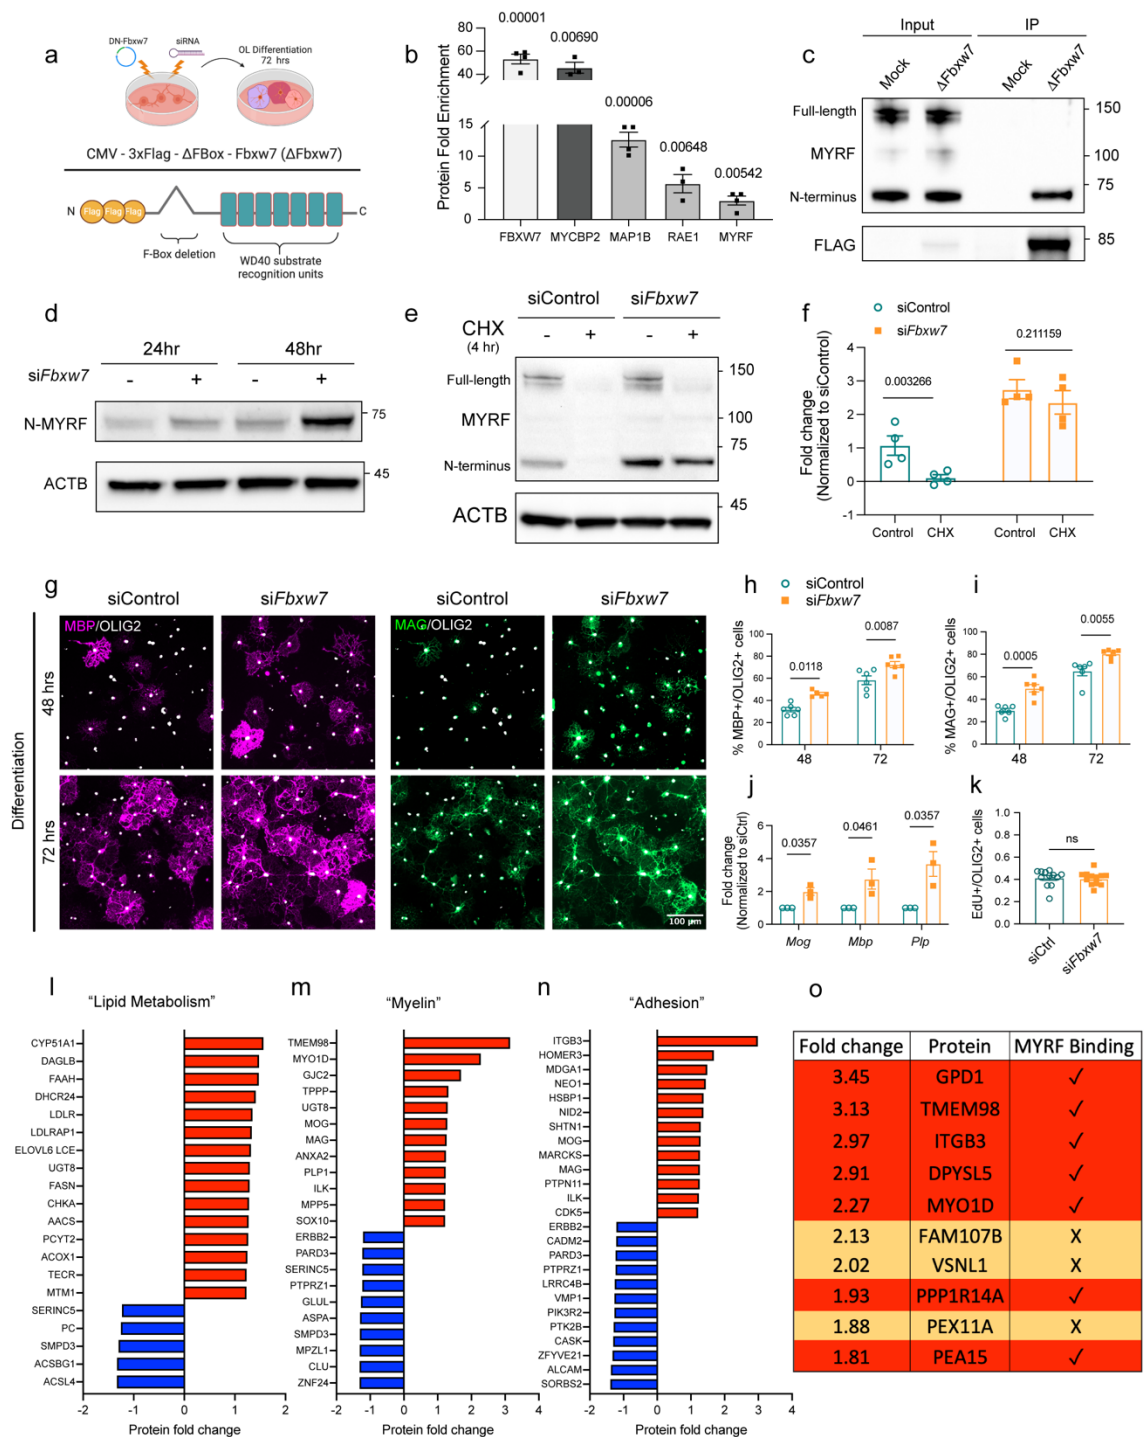 a
DN-Fbxw7
siRNA
OL Differentiation
72 hrs
CMV - 3xFlag - ΔFBox - Fbxw7 (ΔFbxw7)
N
Flag
Flag
Flag
C
F-Box deletion
WD40 substrate
recognition units
b
Protein Fold Enrichment
80
60
40
15
10
5
0
0.00001
0.00690
0.00006
0.00648
0.00542
FBXW7
MYCBP2
MAP1B
RAE1
MYRF
c
Input
IP
Mock
ΔFbxw7
Mock
ΔFbxw7
Full-length
MYRF
N-terminus
FLAG
150
100
75
85
d
24hr
48hr
siFbxw7
-
+
-
+
N-MYRF
ACTB
75
45
e
siControl
siFbxw7
CHX
(4 hr)
-
+
-
+
Full-length
MYRF
N-terminus
ACTB
150
100
75
45
f
siControl
siFbxw7
Fold change
(Normalized to siControl)
4
3
2
1
0
-1
0.003266
0.211159
Control
CHX
Control
CHX
g
siControl
siFbxw7
siControl
siFbxw7
MBP/OLIG2
MAG/OLIG2
Differentiation
48 hrs
72 hrs
100 µm
h
siControl
siFbxw7
% MBP+/OLIG2+ cells
100
80
60
40
20
0
0.0118
0.0087
48
72
i
% MAG+/OLIG2+ cells
100
80
60
40
20
0
0.0005
0.0055
48
72
j
Fold change
(Normalized to siCtrl)
6
4
2
0
0.0357
0.0461
0.0357
Mog
Mbp
Plp
k
EdU+/OLIG2+ cells
1.0
0.8
0.6
0.4
0.2
0.0
ns
siCtrl
siFbxw7
l
"Lipid Metabolism"
CYP51A1
DAGLB
FAAH
DHCR24
LDLR
LDLRAP1
ELOVL6 LCE
UGT8
FASN
CHKA
AACS
PCYT2
ACOX1
TECR
MTM1
SERINC5
PC
SMPD3
ACSBG1
ACSL4
-2
-1
0
1
2
Protein fold change
m
"Myelin"
TMEM98
MYO1D
GJC2
TPPP
UGT8
MOG
MAG
ANXA2
PLP1
ILK
MPP5
SOX10
ERBB2
PARD3
SERINC5
PTPRZ1
GLUL
ASPA
SMPD3
MPZL1
CLU
ZNF24
-2
-1
0
1
2
3
4
Protein fold change
n
"Adhesion"
ITGB3
HOMER3
MDGA1
NEO1
HSBP1
NID2
SHTN1
MOG
MARCKS
MAG
PTPN11
ILK
CDK5
ERBB2
CADM2
PARD3
PTPRZ1
LRRC4B
VMP1
PIK3R2
PTK2B
CASK
ZFYVE21
ALCAM
SORBS2
-2
-1
0
1
2
3
4
Protein fold change
o
Fold change Protein MYRF Binding
3.45 GPD1 ✓
3.13 TMEM98 ✓
2.97 ITGB3 ✓
2.91 DPYSL5 ✓
2.27 MYO1D ✓
2.13 FAM107B X
2.02 VSNL1 X
1.93 PPP1R14A ✓
1.88 PEX11A X
1.81 PEA15 ✓